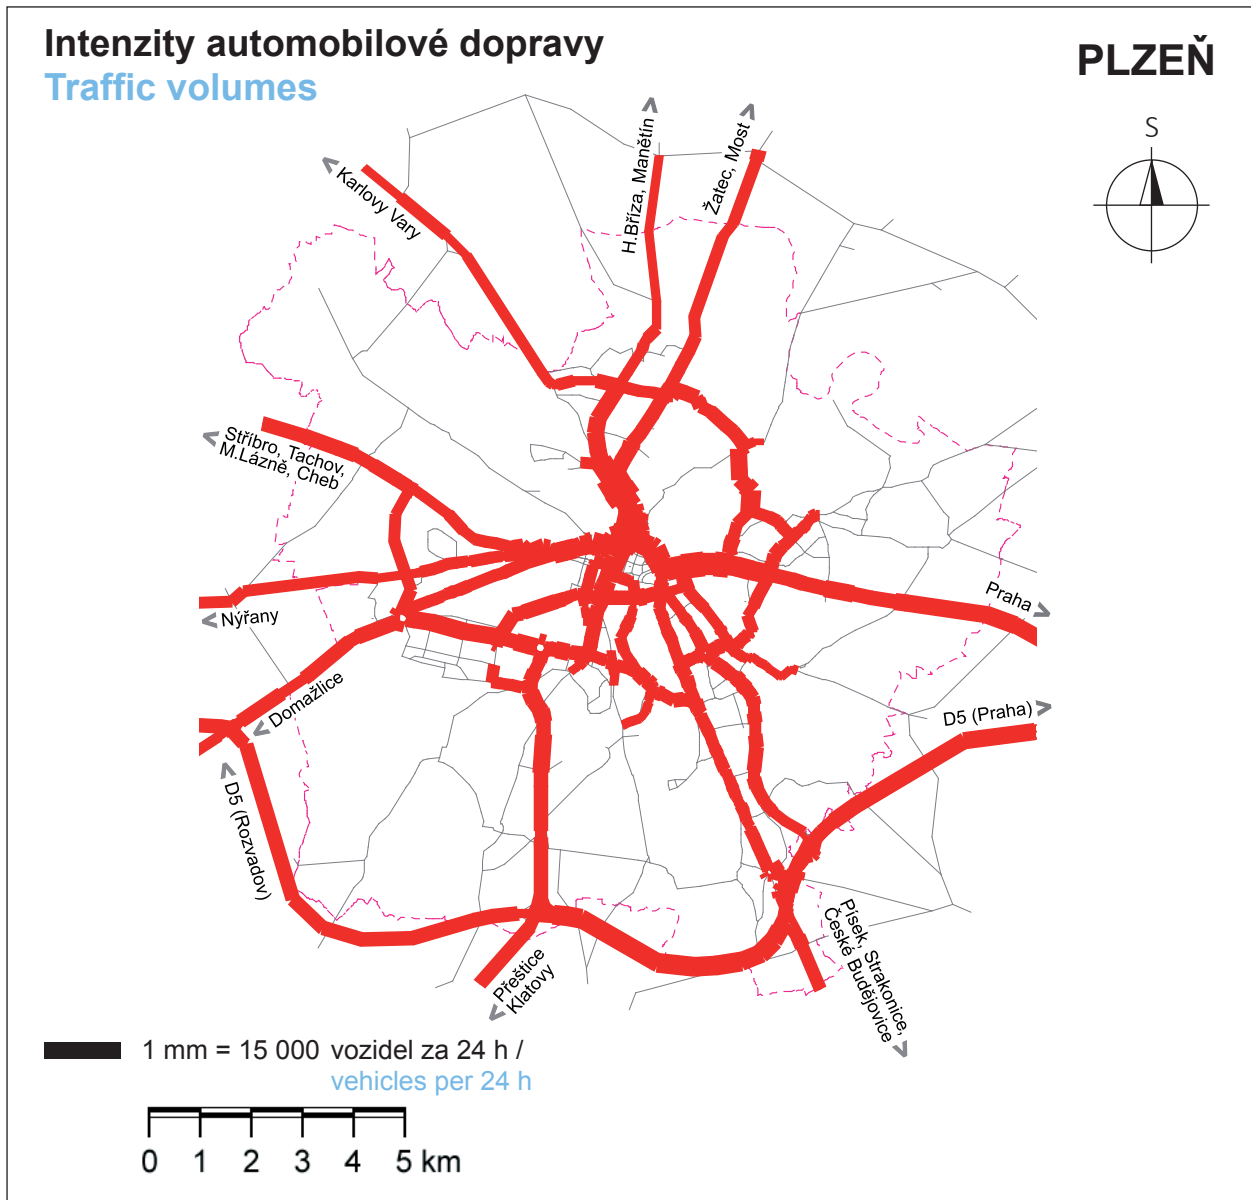 Intenzity automobilové dopravy
Traffic volumes
PLZEŇ
S
Karlovy Vary
H.Bříza, Manětín
Žatec, Most
Stříbro, Tachov,
M.Lázně, Cheb
Nýřany
Domažlice
D5 (Rozvadov)
Přeštice
Klatovy
Praha
D5 (Praha)
Písek, Strakonice,
České Budějovice
1 mm = 15 000 vozidel za 24 h /
vehicles per 24 h
0 1 2 3 4 5 km